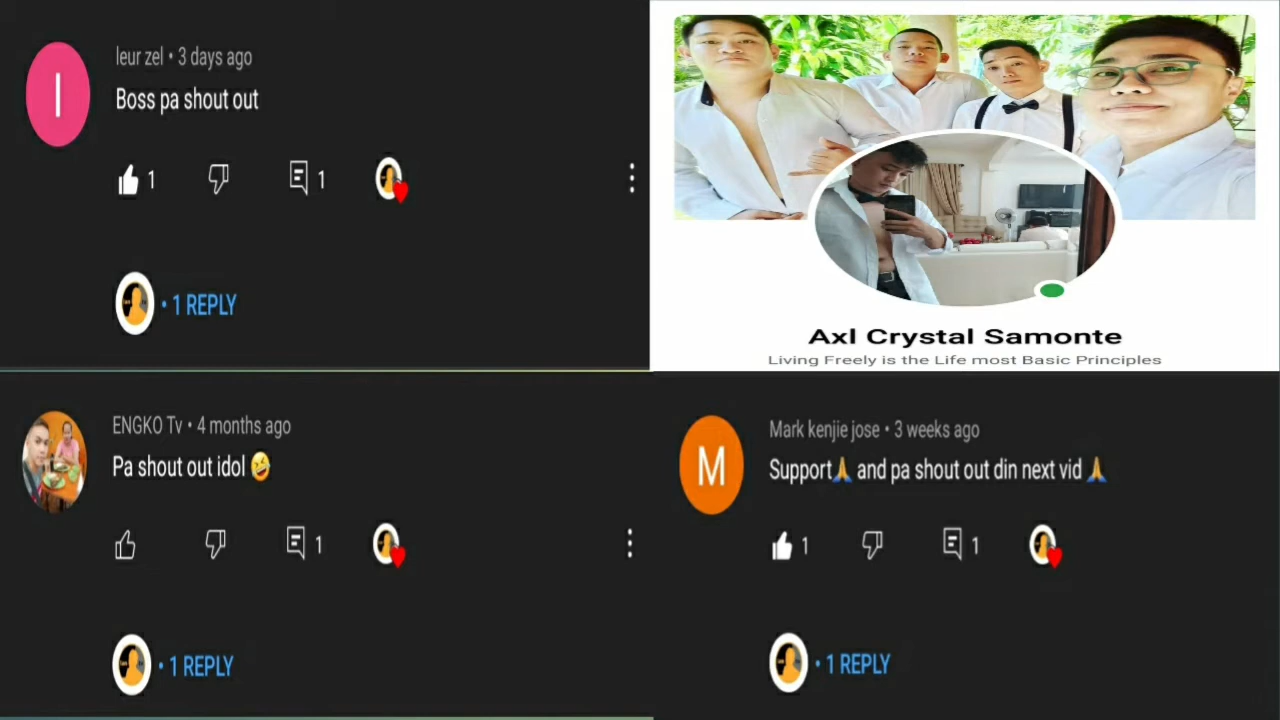 leur zel • 3 days ago
Boss pa shout out
1
1
• 1 REPLY
Axl Crystal Samonte
Living Freely is the Life most Basic Principles
ENGKO Tv • 4 months ago
Pa shout out idol 🤣
1
• 1 REPLY
M
Mark kenjie jose • 3 weeks ago
Support🙏 and pa shout out din next vid 🙏
1
1
• 1 REPLY